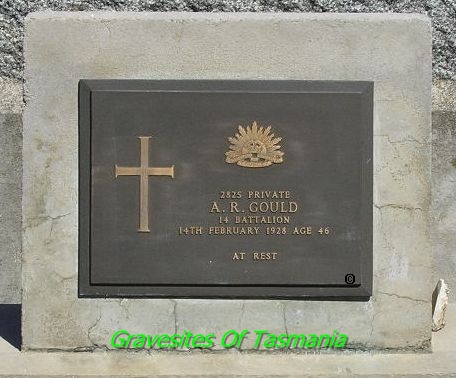 2825 PRIVATE
A. R. GOULD
14 BATTALION
14TH FEBRUARY 1928 AGE 46
AT REST
Gravesites Of Tasmania